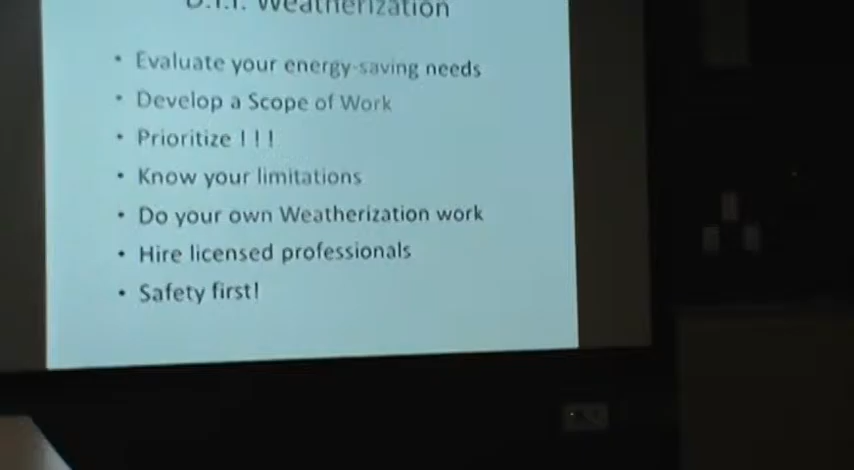 Weatherization
• Evaluate your energy-saving needs
• Develop a Scope of Work
• Prioritize ! ! !
• Know your limitations
• Do your own Weatherization work
• Hire licensed professionals
• Safety first!